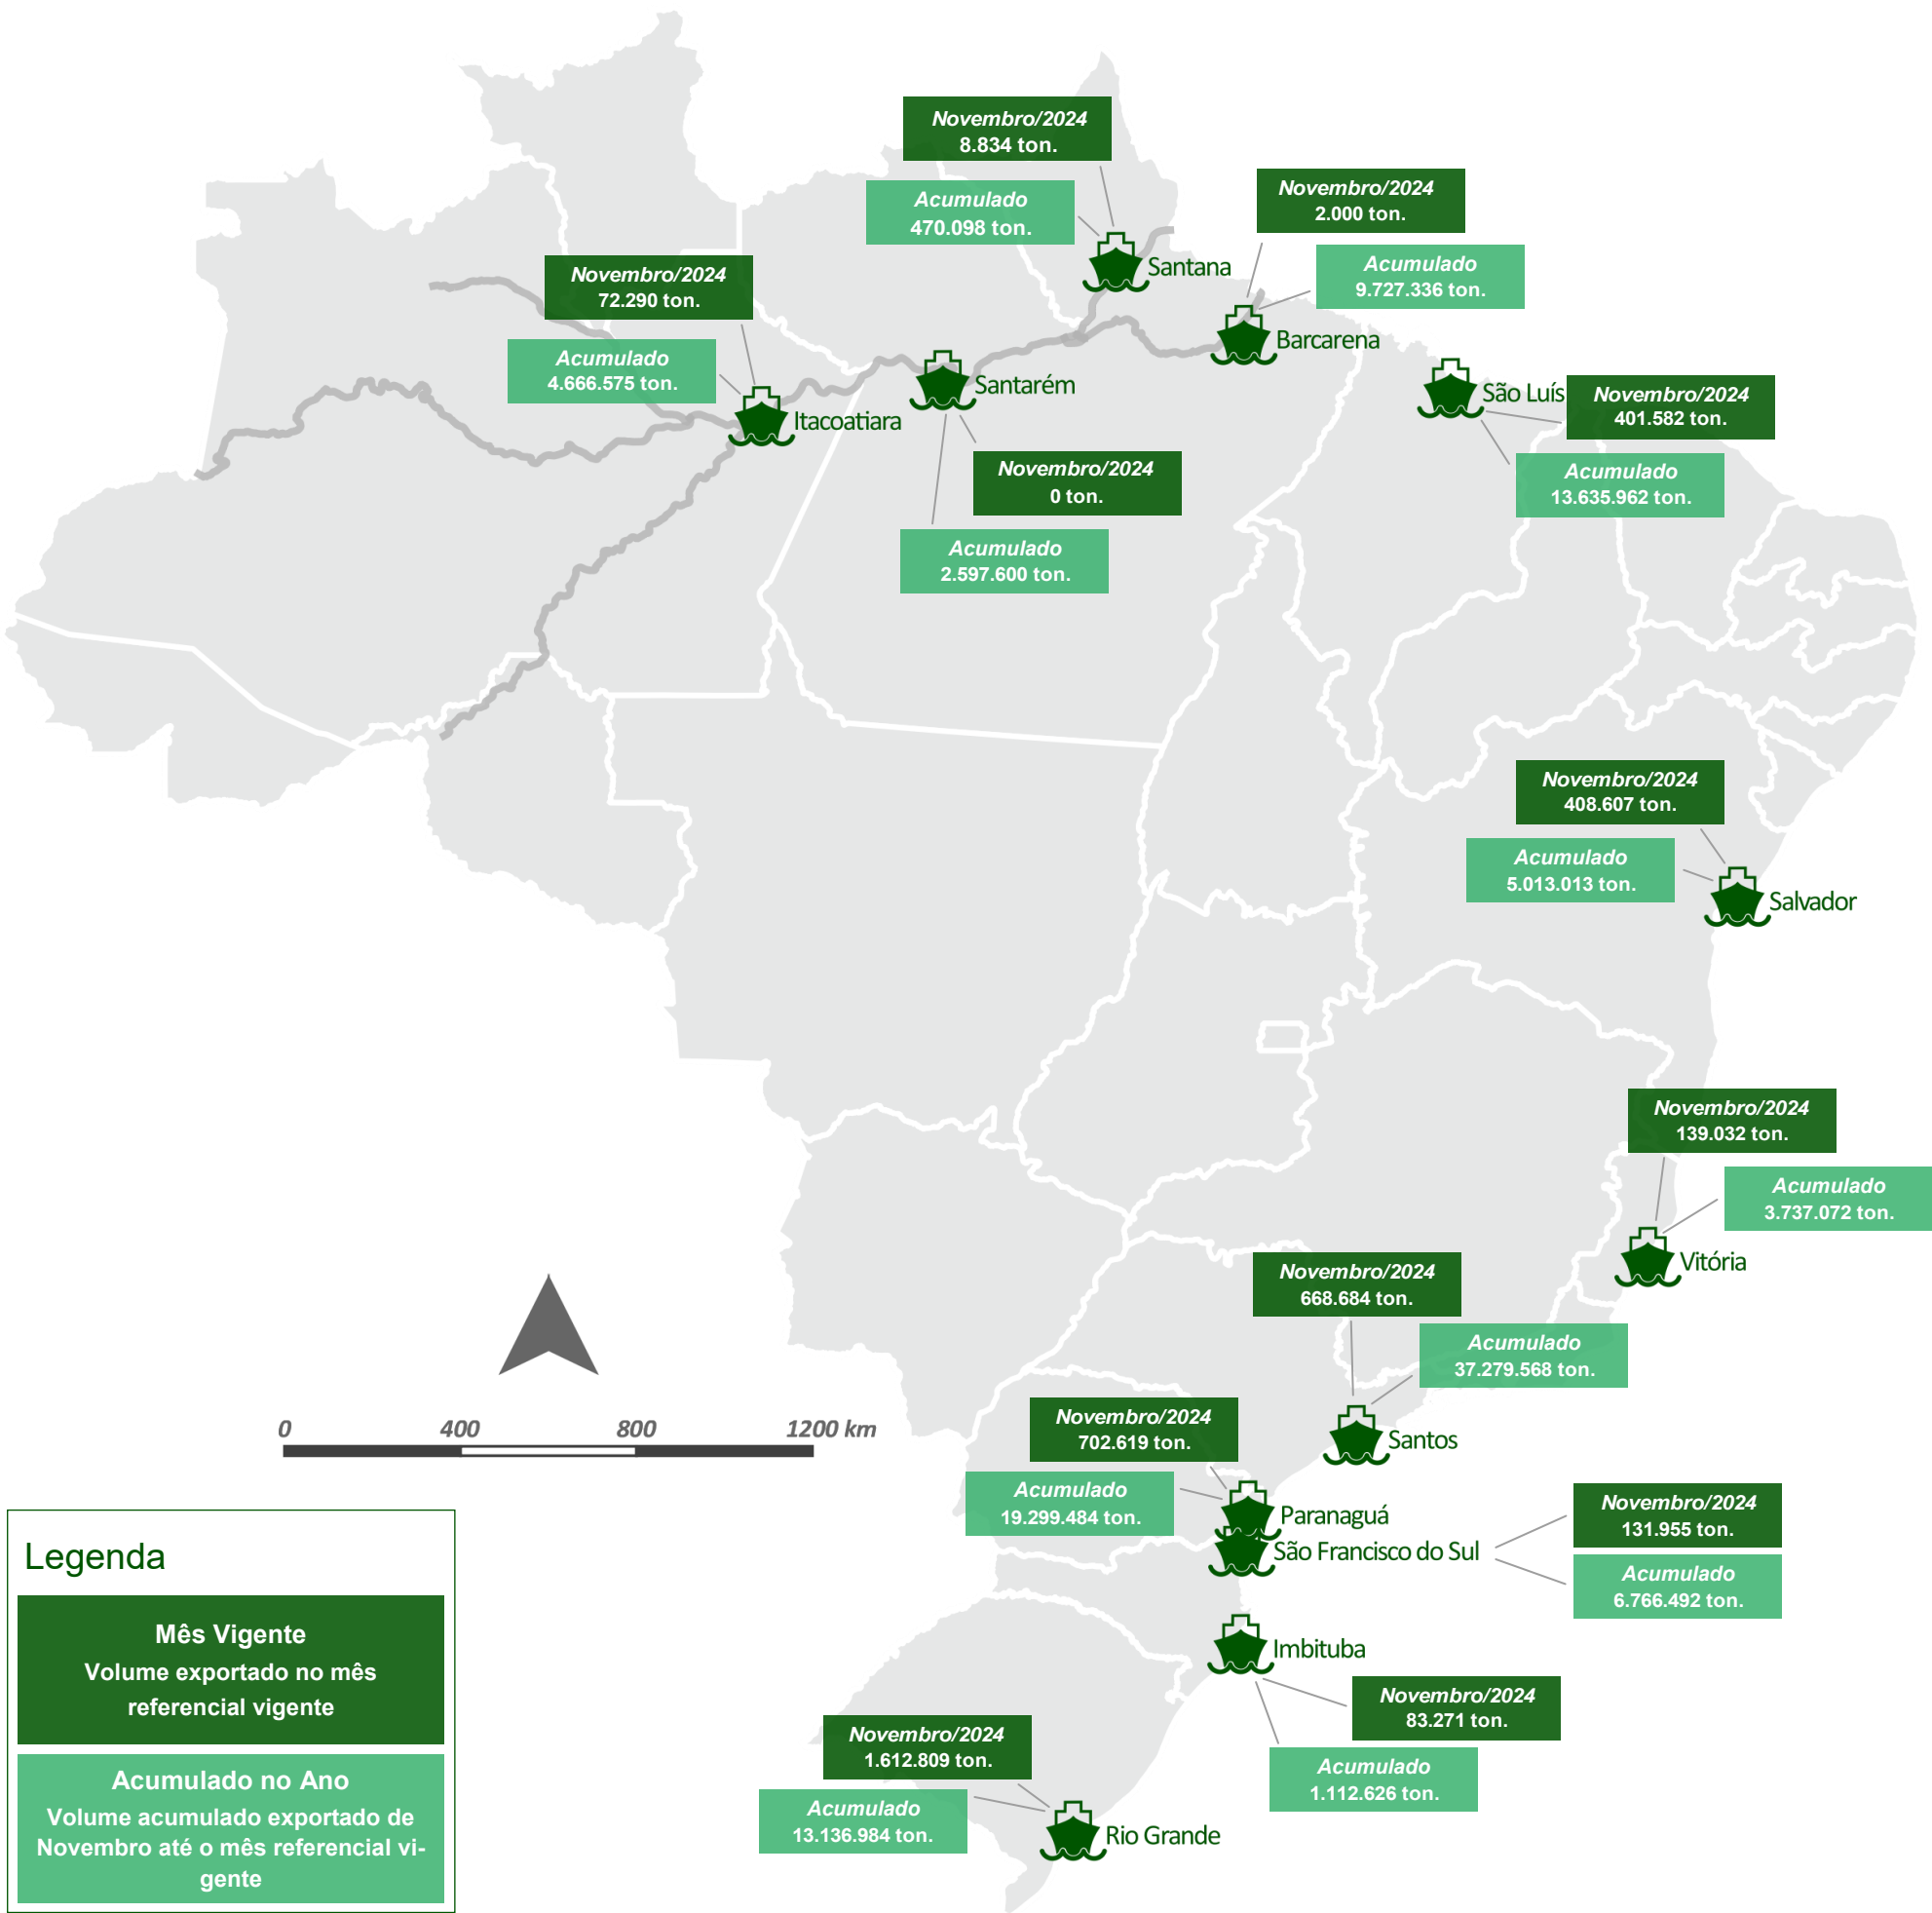 Novembro/2024
8.834 ton.
Acumulado
470.098 ton.
Santana
Novembro/2024
2.000 ton.
Acumulado
9.727.336 ton.
Barcarena
Novembro/2024
72.290 ton.
Acumulado
4.666.575 ton.
Itacoatiara
Santarém
Novembro/2024
0 ton.
Acumulado
2.597.600 ton.
São Luís
Novembro/2024
401.582 ton.
Acumulado
13.635.962 ton.
Novembro/2024
408.607 ton.
Acumulado
5.013.013 ton.
Salvador
Novembro/2024
139.032 ton.
Acumulado
3.737.072 ton.
Vitória
Novembro/2024
668.684 ton.
Acumulado
37.279.568 ton.
Santos
Novembro/2024
702.619 ton.
Acumulado
19.299.484 ton.
Paranaguá
São Francisco do Sul
Novembro/2024
131.955 ton.
Acumulado
6.766.492 ton.
Imbituba
Novembro/2024
83.271 ton.
Acumulado
1.112.626 ton.
Novembro/2024
1.612.809 ton.
Acumulado
13.136.984 ton.
Rio Grande
0 400 800 1200 km
Legenda
Mês Vigente
Volume exportado no mês
referencial vigente
Acumulado no Ano
Volume acumulado exportado de
Novembro até o mês referencial vi-
gente